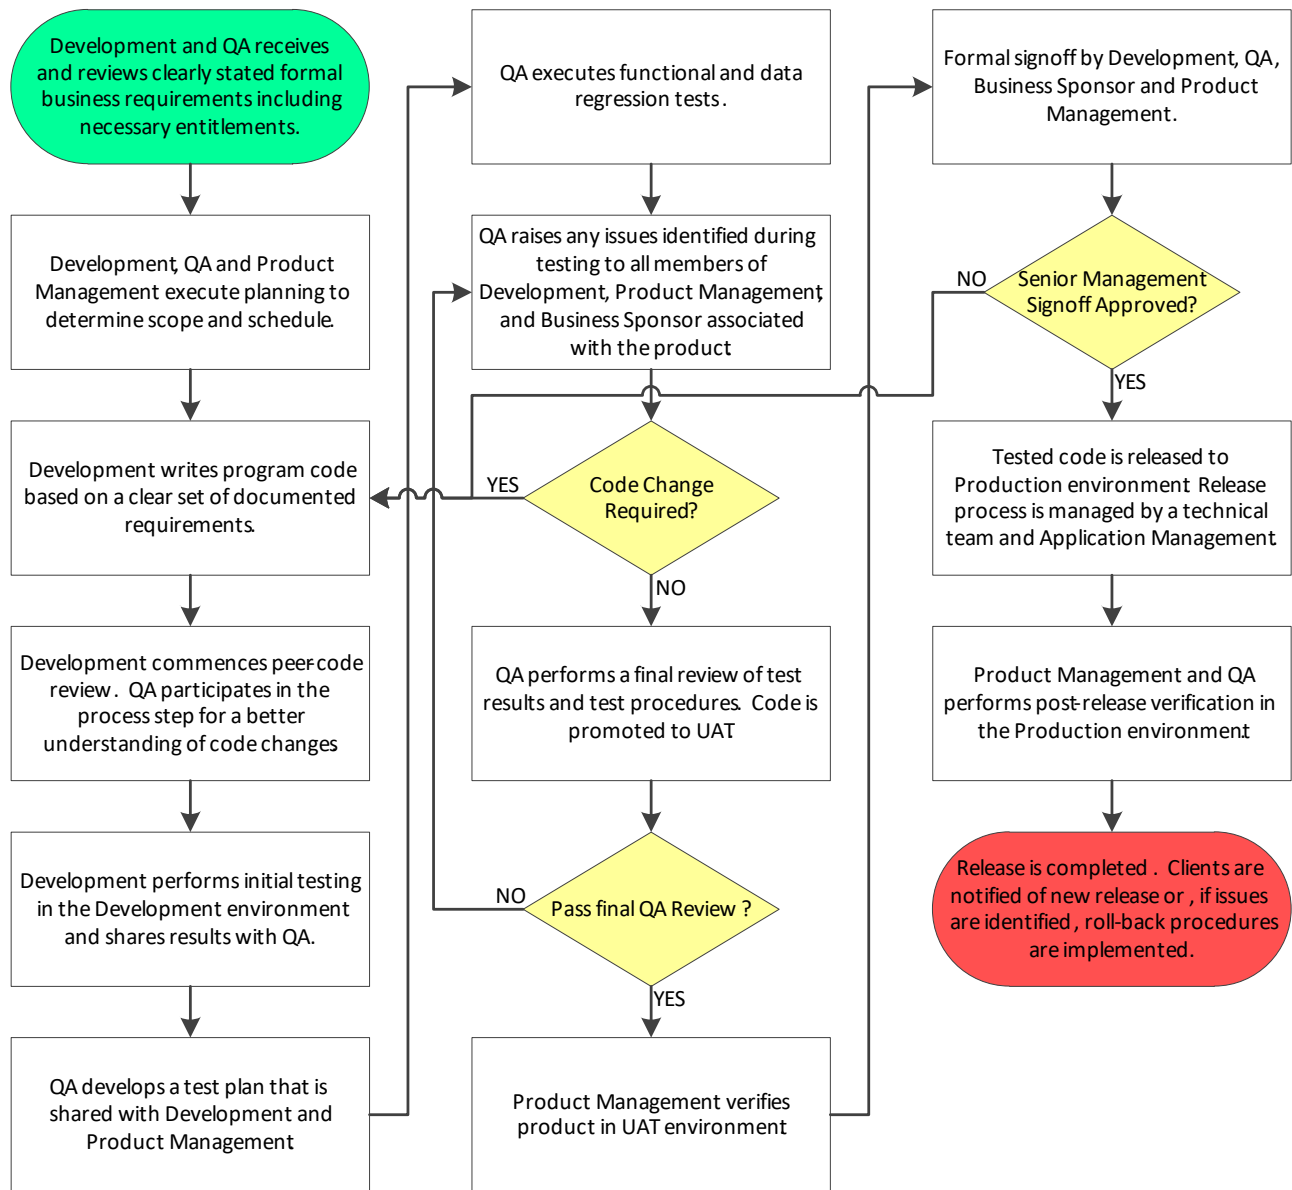 Development and QA receives
and reviews clearly stated formal
business requirements including
necessary entitlements.
Development, QA and Product
Management execute planning to
determine scope and schedule.
Development writes program code
based on a clear set of documented
requirements.
Development commences peer-code
review. QA participates in the
process step for a better
understanding of code changes
Development performs initial testing
in the Development environment
and shares results with QA.
QA develops a test plan that is
shared with Development and
Product Management
QA executes functional and data
regression tests.
QA raises any issues identified during
testing to all members of
Development, Product Management,
and Business Sponsor associated
with the product.
Code Change
Required?
YES
NO
QA performs a final review of test
results and test procedures. Code is
promoted to UAT.
Pass final QA Review ?
NO
YES
Product Management verifies
product in UAT environment
Formal signoff by Development, QA,
Business Sponsor and Product
Management.
Senior Management
Signoff Approved?
NO
YES
Tested code is released to
Production environment. Release
process is managed by a technical
team and Application Management.
Product Management and QA
performs post-release verification in
the Production environment.
Release is completed. Clients are
notified of new release or, if issues
are identified, roll-back procedures
are implemented.